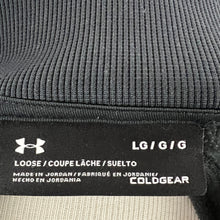 LG/G/G
LOOSE/COUPE LÂCHE/SUELTO
MADE IN JORDAN/FABRIQUÉ EN JORDANIE/
HECHO EN JORDANIA
COLDGEAR